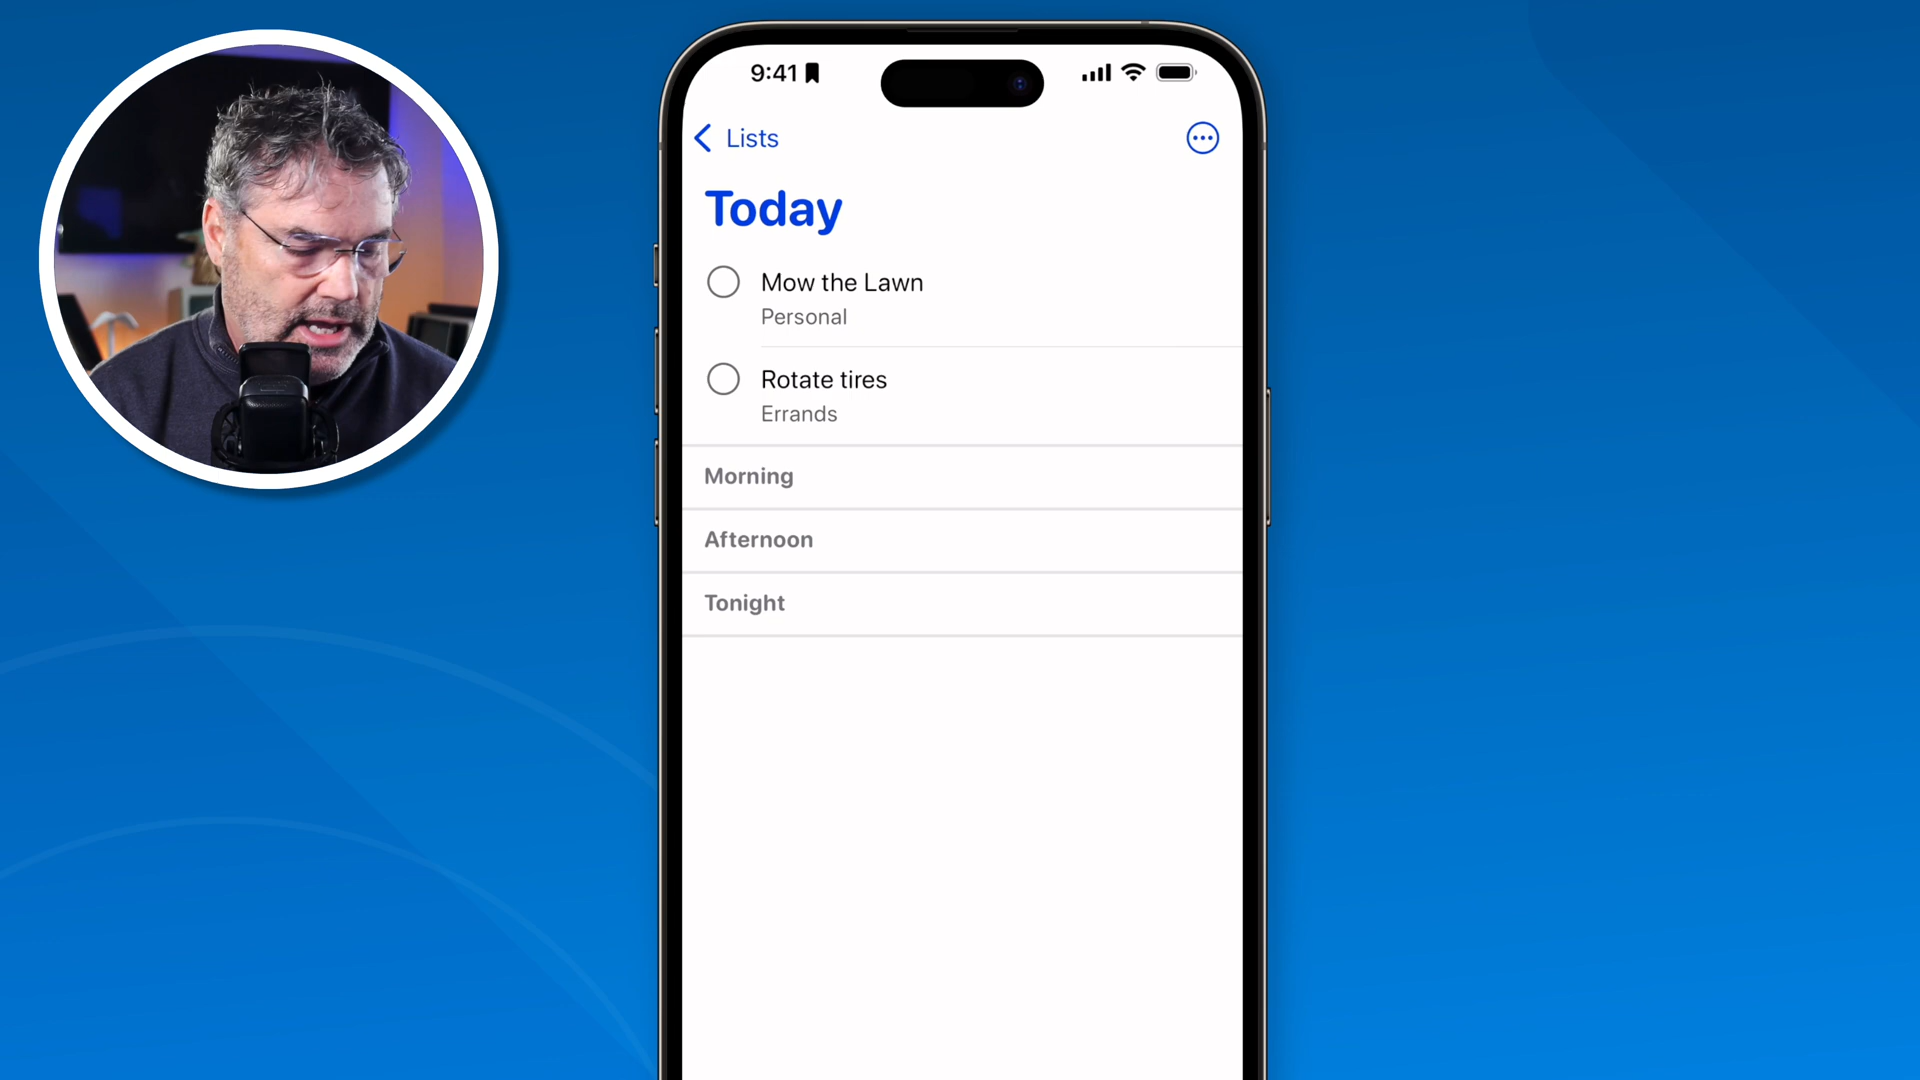 9:41
Lists
Today
Mow the Lawn
Personal
Rotate tires
Errands
Morning
Afternoon
Tonight